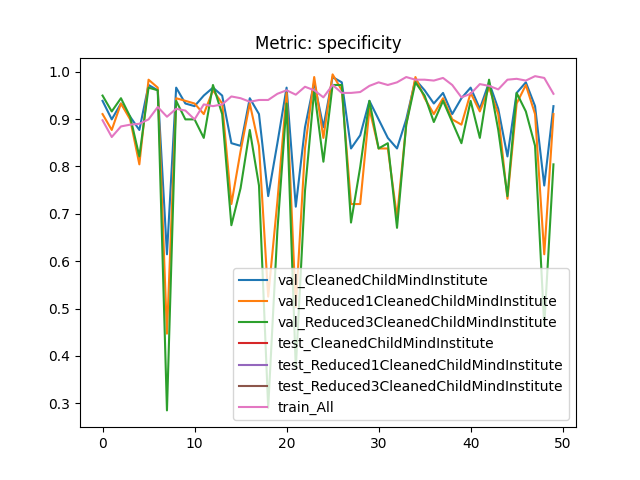 Metric: specificity
1.0
0.9
0.8
0.7
0.6
0.5
0.4
0.3
0
10
20
30
40
50
val_CleanedChildMindInstitute
val_Reduced1CleanedChildMindInstitute
val_Reduced3CleanedChildMindInstitute
test_CleanedChildMindInstitute
test_Reduced1CleanedChildMindInstitute
test_Reduced3CleanedChildMindInstitute
train_All